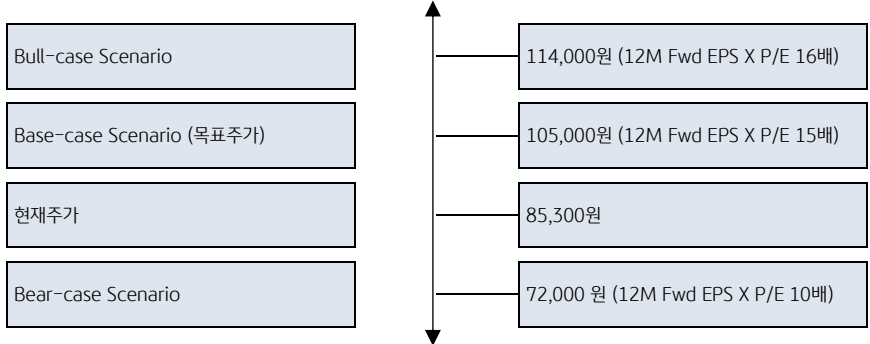 Bull-case Scenario
114,000원 (12M Fwd EPS X P/E 16배)
Base-case Scenario (목표주가)
105,000원 (12M Fwd EPS X P/E 15배)
현재주가
85,300원
Bear-case Scenario
72,000 원 (12M Fwd EPS X P/E 10배)